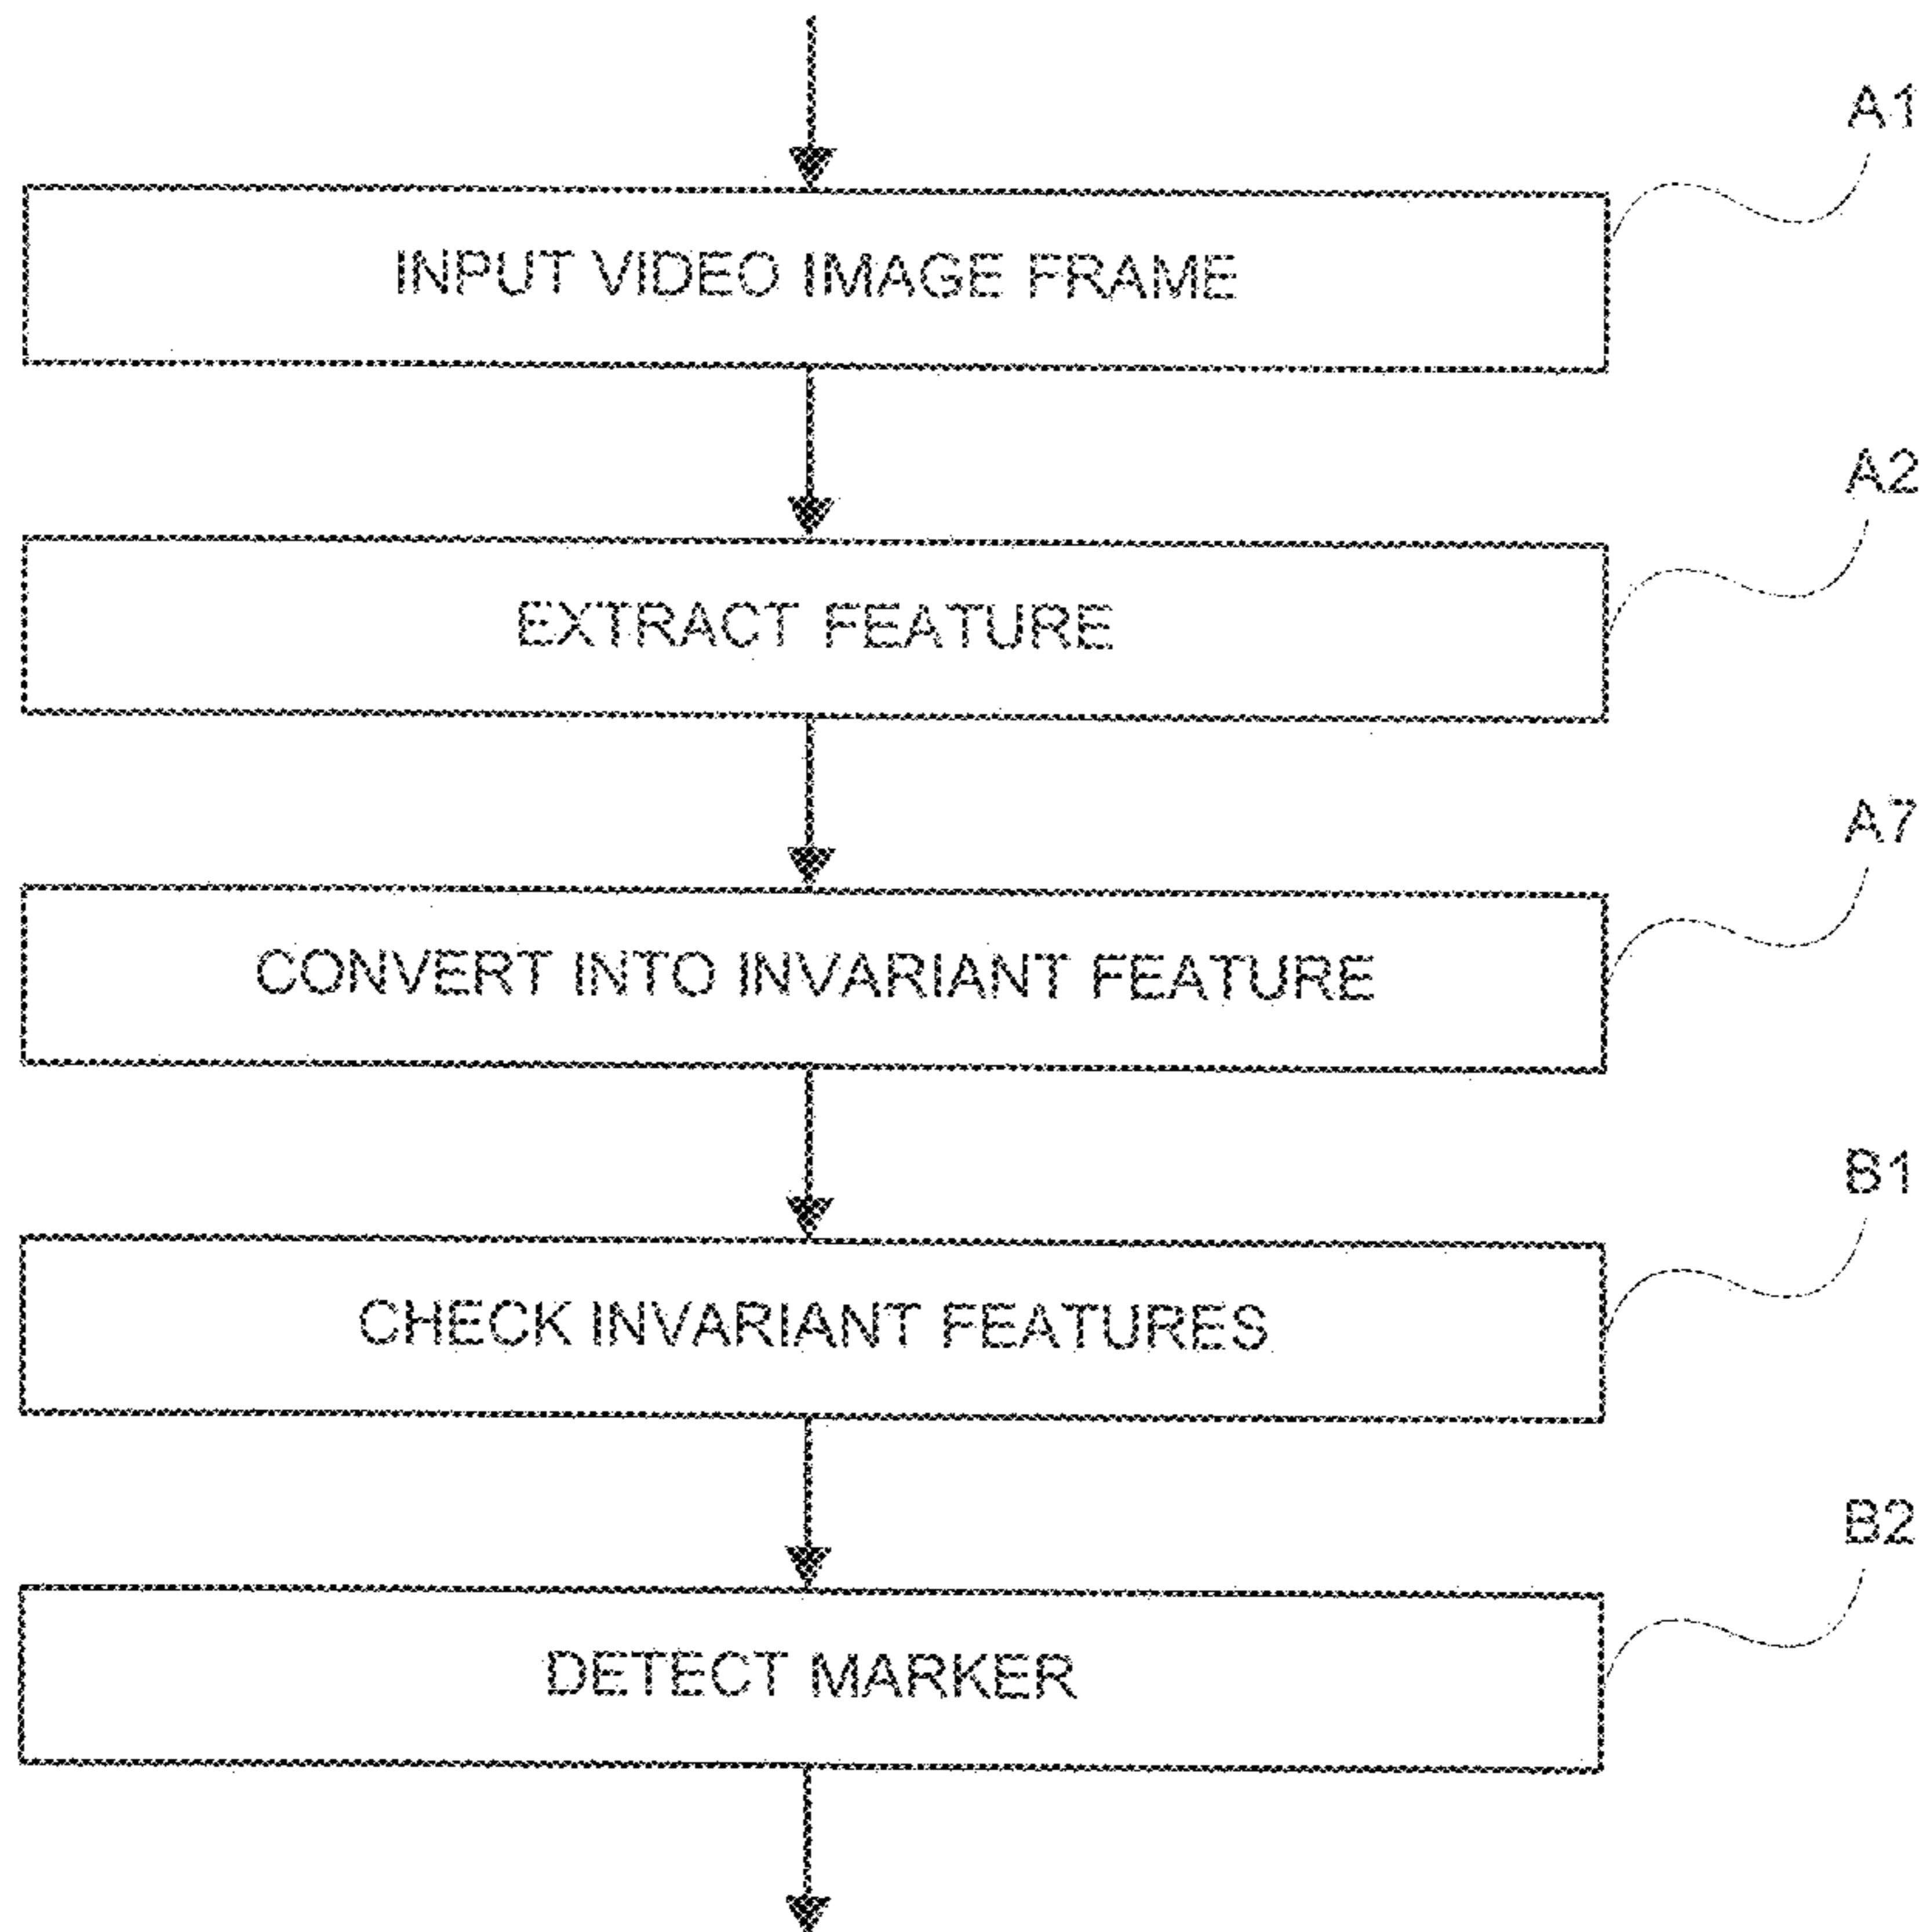 A1
INPUT VIDEO IMAGE FRAME
A2
EXTRACT FEATURE
A7
CONVERT INTO INVARIANT FEATURE
B1
CHECK INVARIANT FEATURES
B2
DETECT MARKER